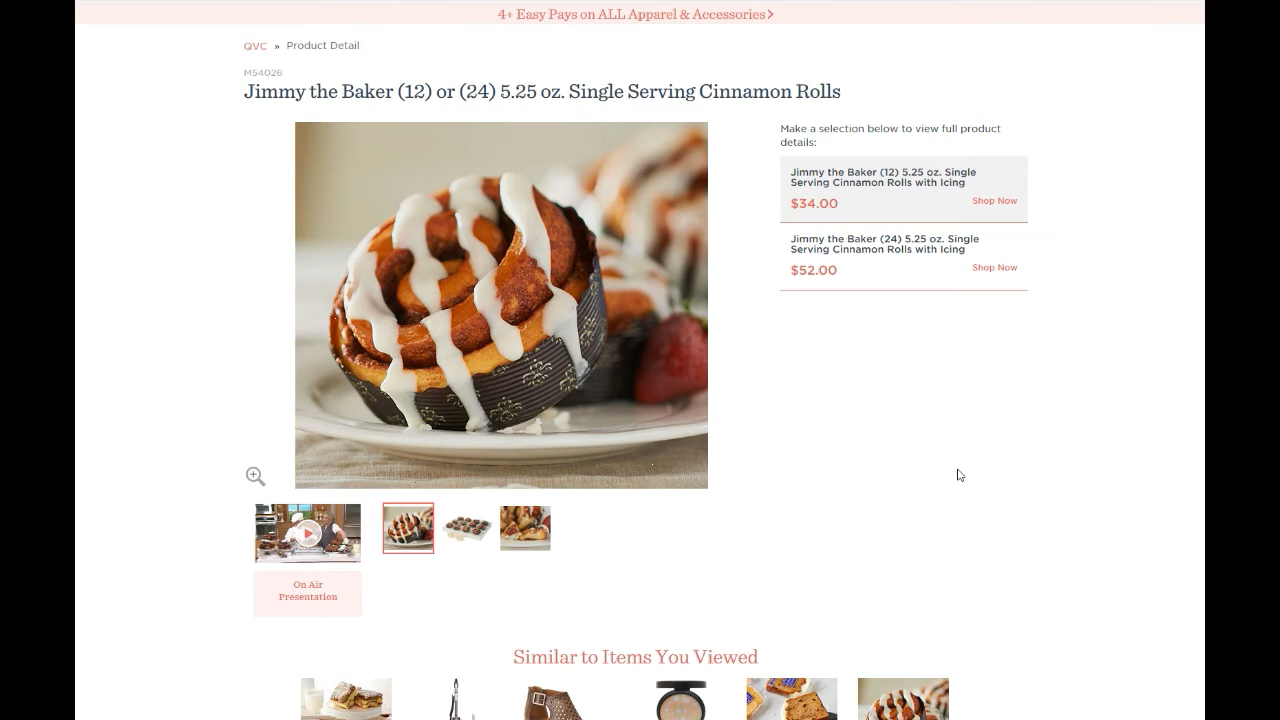 4+ Easy Pays on ALL Apparel & Accessories
QVC » Product Detail
M54026
Jimmy the Baker (12) or (24) 5.25 oz. Single Serving Cinnamon Rolls
Make a selection below to view full product
details:
Jimmy the Baker (12) 5.25 oz. Single
Serving Cinnamon Rolls with Icing
$34.00 Shop Now
Jimmy the Baker (24) 5.25 oz. Single
Serving Cinnamon Rolls with Icing
$52.00 Shop Now
On Air
Presentation
Similar to Items You Viewed